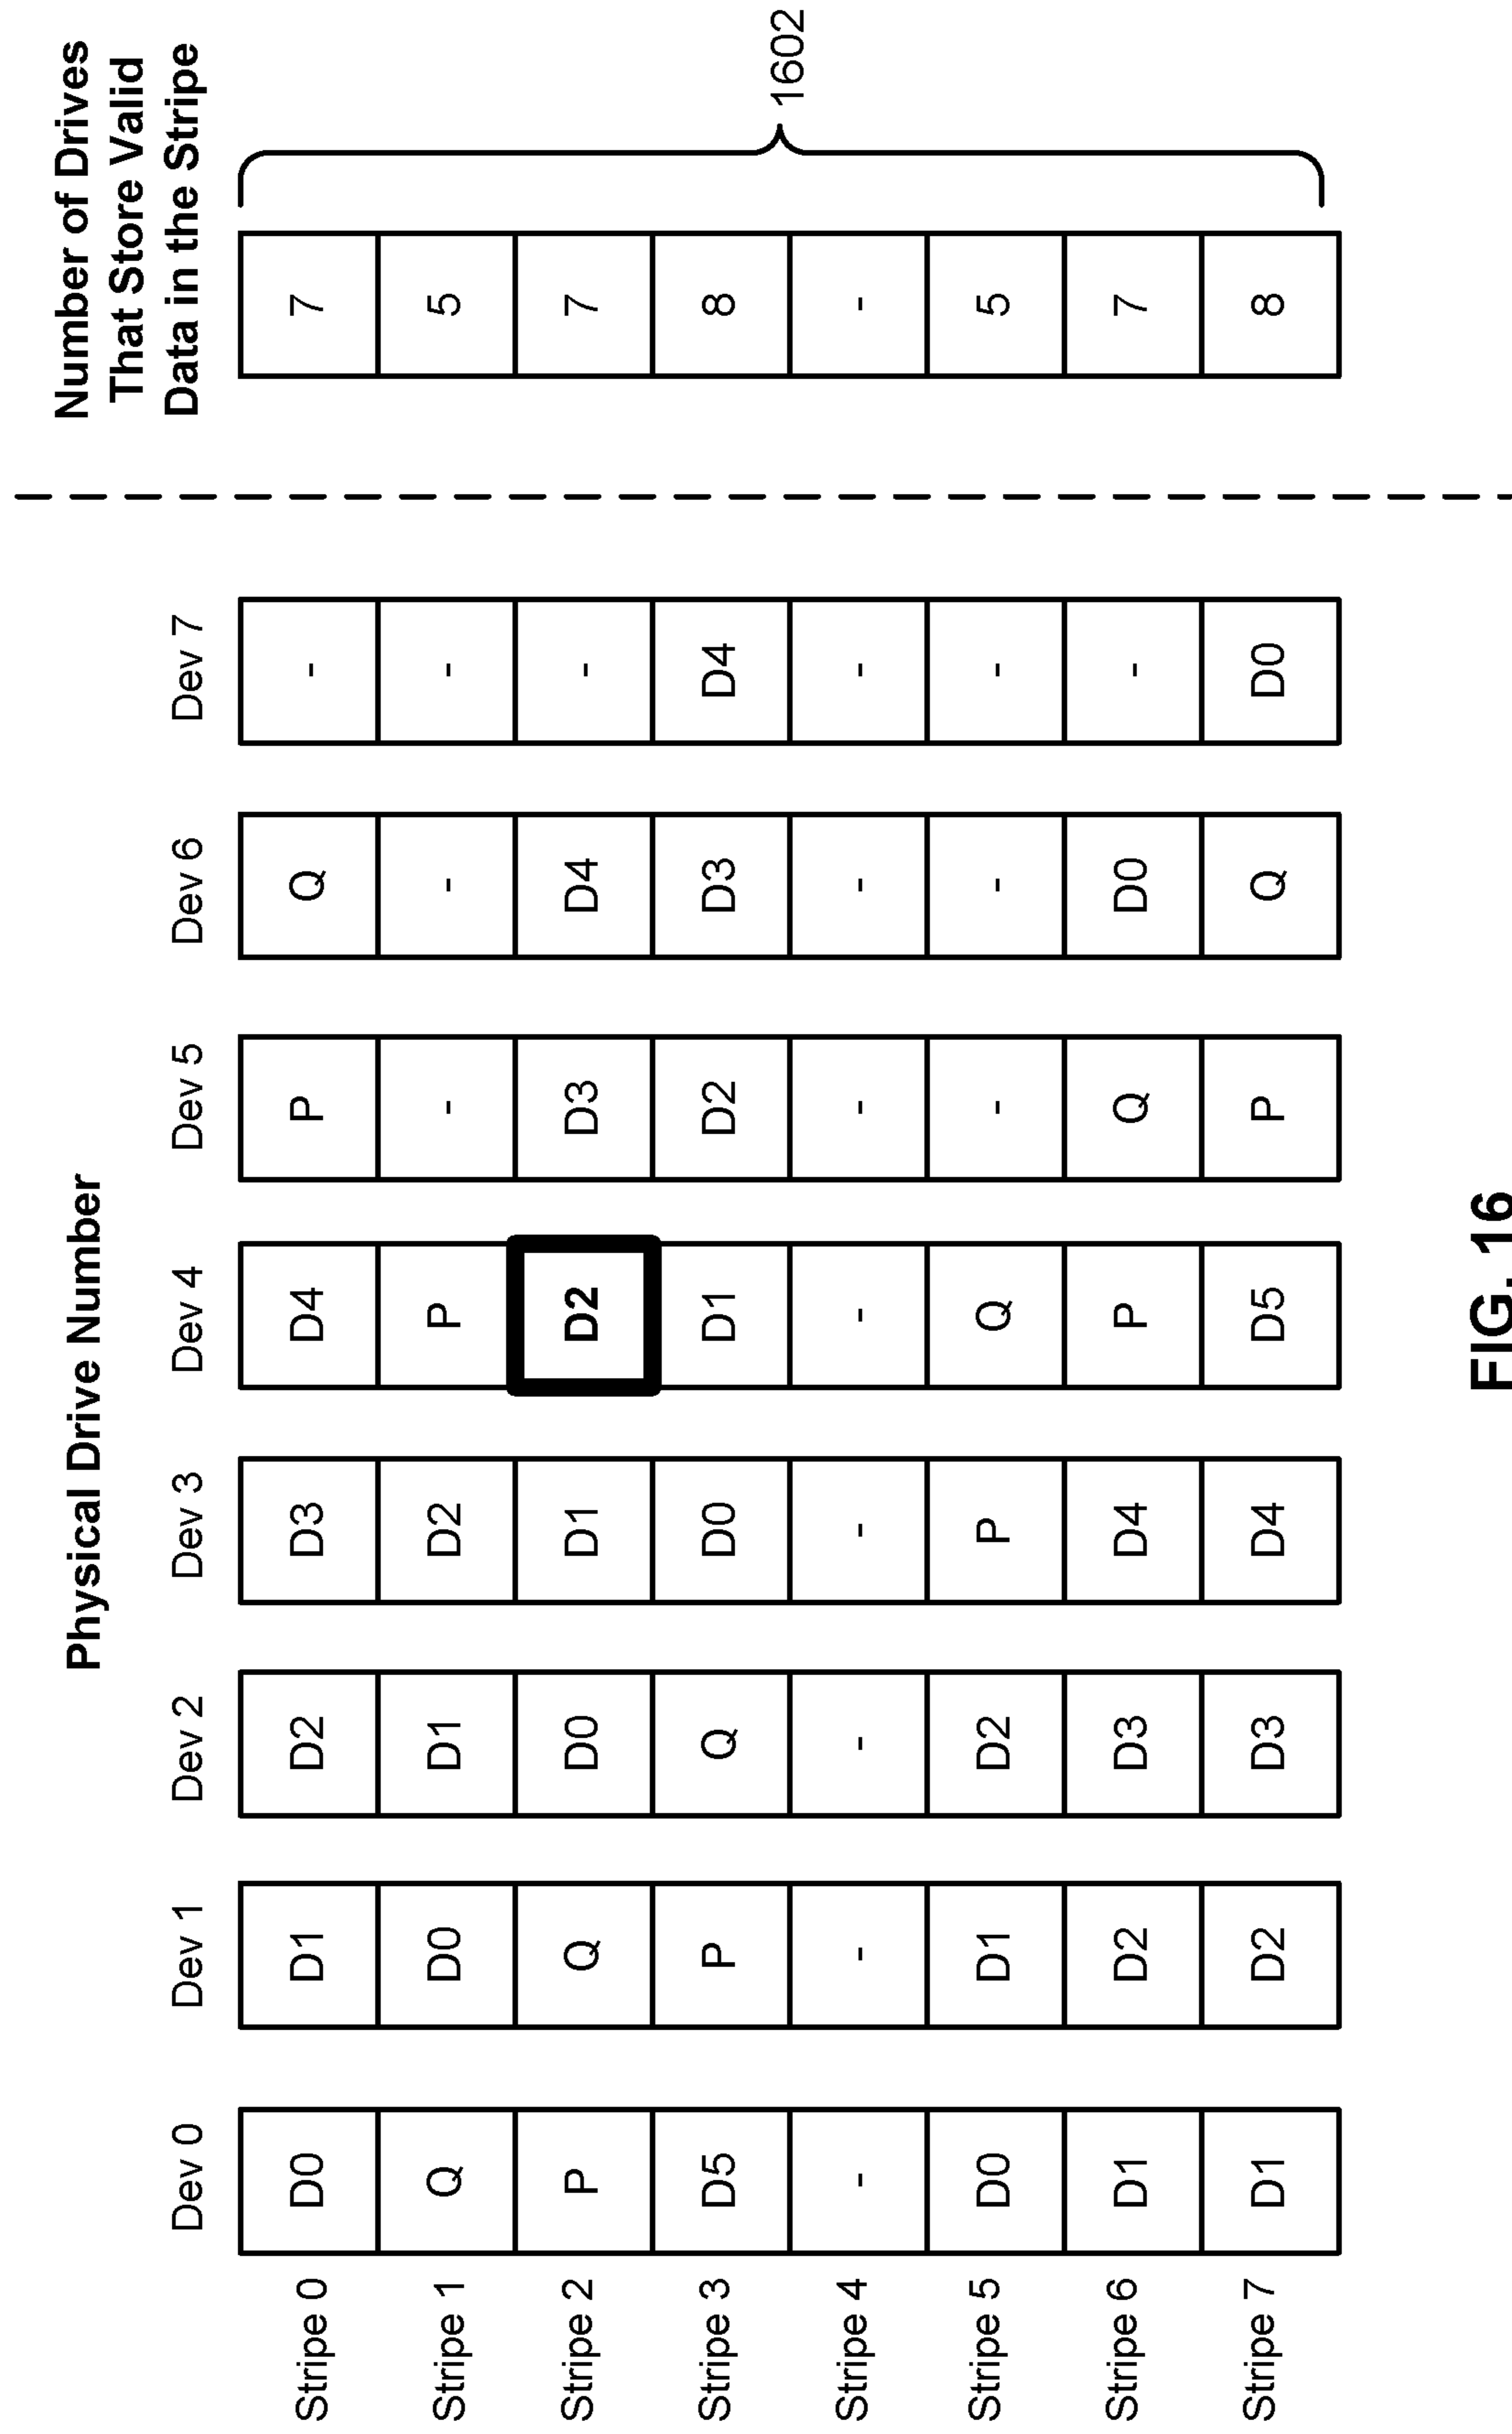 Physical Drive Number
Number of Drives
That Store Valid
Data in the Stripe
Dev 0 Dev 1 Dev 2 Dev 3 Dev 4 Dev 5 Dev 6 Dev 7
Stripe 0 D0 D1 D2 D3 D4 P Q - 7
Stripe 1 Q D0 D1 D2 P - - - 5
Stripe 2 P Q D0 D1 D2 D3 D4 - 7
Stripe 3 D5 P Q D0 D1 D2 D3 D4 8
Stripe 4 - - - - - - - - -
Stripe 5 D0 D1 D2 P Q - - - 5
Stripe 6 D1 D2 D3 D4 P Q D0 - 7
Stripe 7 D1 D2 D3 D4 D5 P Q D0 8
1602
FIG. 16